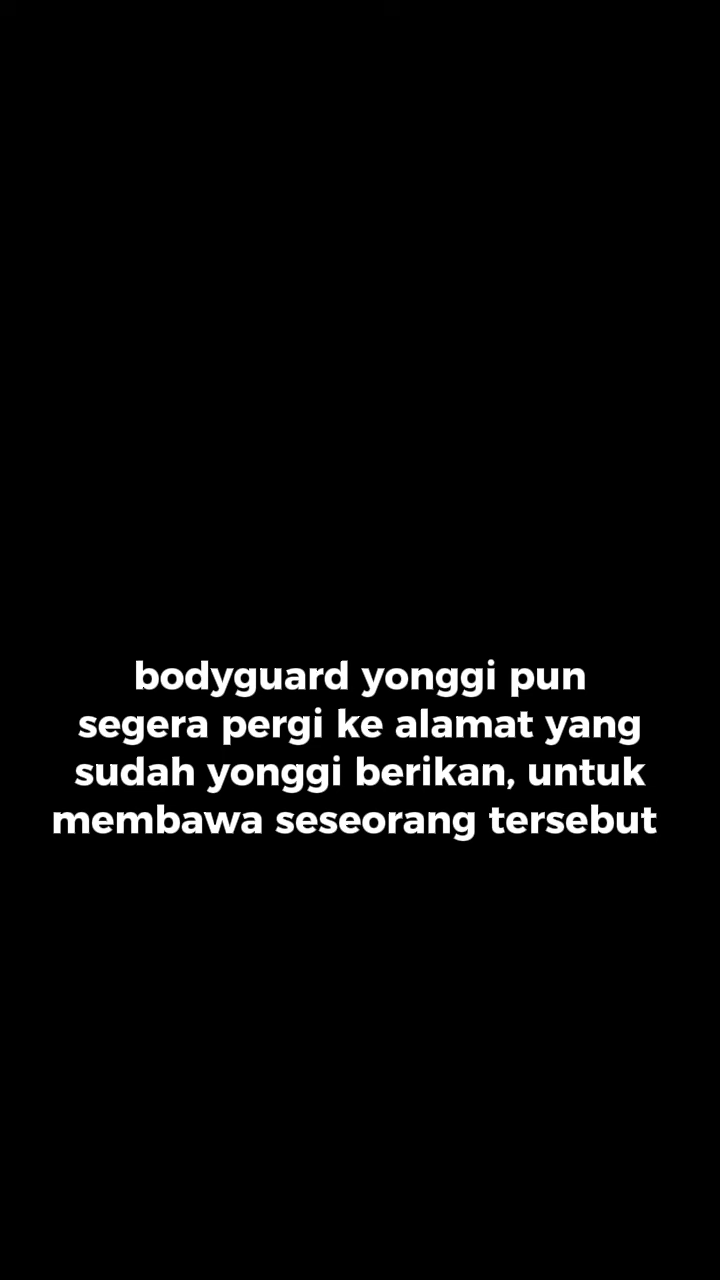 bodyguard yonggi pun
segera pergi ke alamat yang
sudah yonggi berikan, untuk
membawa seseorang tersebut